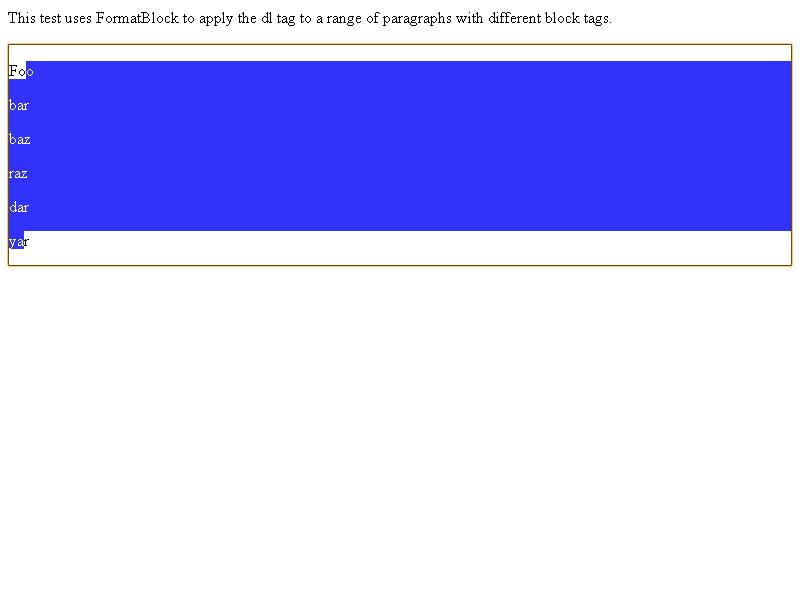 This test uses FormatBlock to apply the dl tag to a range of paragraphs with different block tags.
Foo
bar
baz
raz
dar
yar